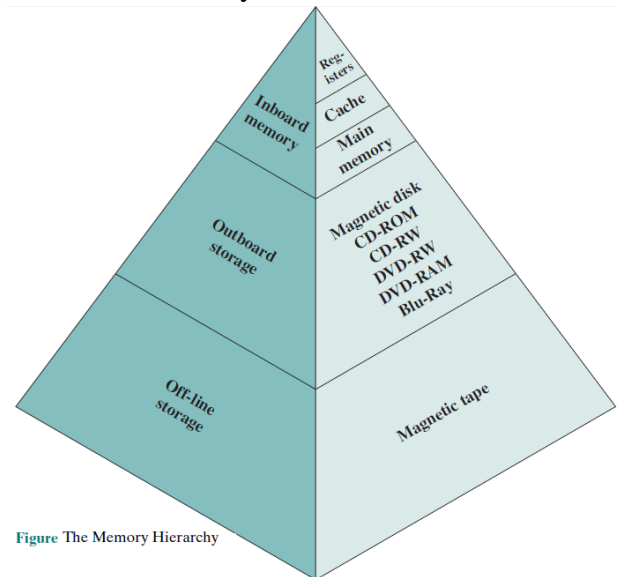 Reg-
isters
Cache
Main
memory
Inboard
memory
Magnetic disk
CD-ROM
CD-RW
DVD-RW
DVD-RAM
Blu-Ray
Outboard
storage
Magnetic tape
Off-line
storage
Figure The Memory Hierarchy